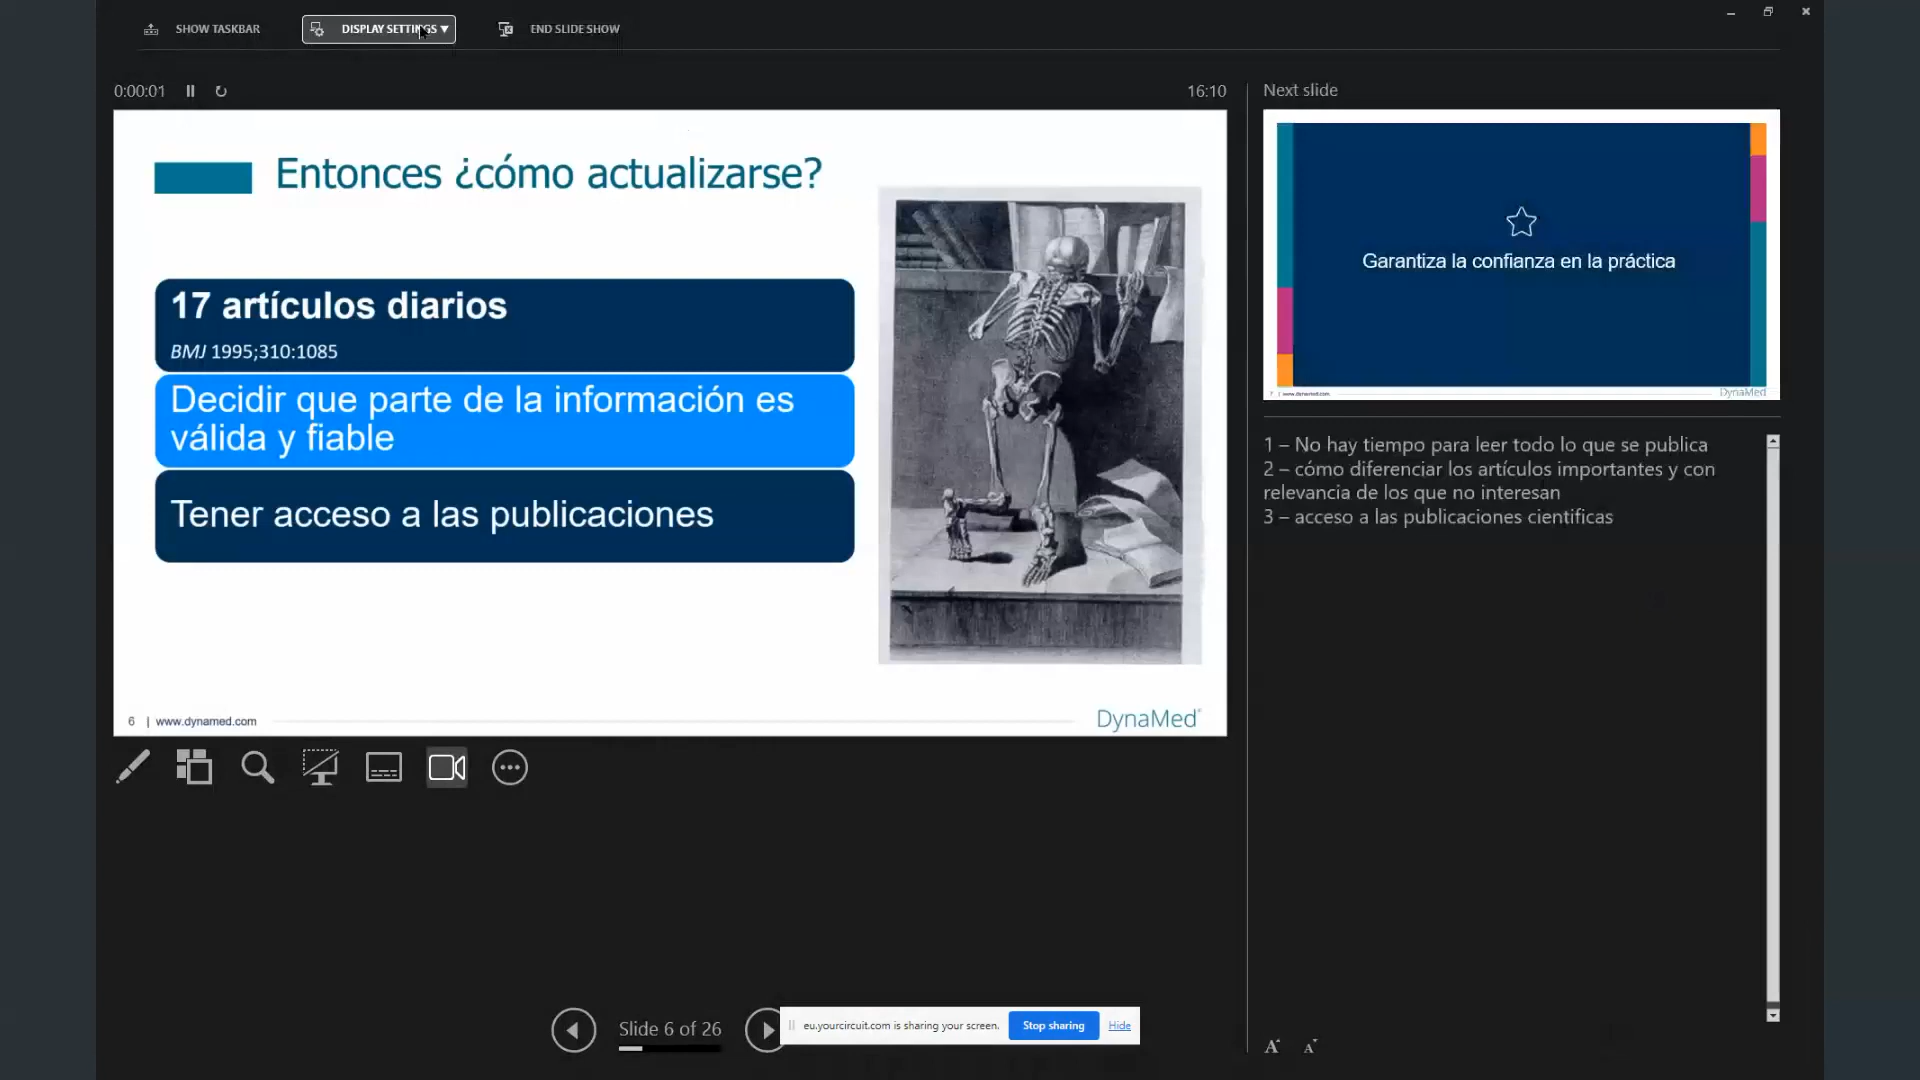 SHOW TASKBAR
DISPLAY SETTINGS ▾
END SLIDE SHOW
0:00:01
16:10
Entonces ¿cómo actualizarse?
17 artículos diarios
BMJ 1995;310:1085
Decidir que parte de la información es
válida y fiable
Tener acceso a las publicaciones
6 | www.dynamed.com
DynaMed
Slide 6 of 26
eu.yourcircuit.com is sharing your screen.
Stop sharing
Hide
Next slide
Garantiza la confianza en la práctica
7 | www.dynamed.com
DynaMed
1 – No hay tiempo para leer todo lo que se publica
2 – cómo diferenciar los artículos importantes y con
relevancia de los que no interesan
3 – acceso a las publicaciones cientificas
A A